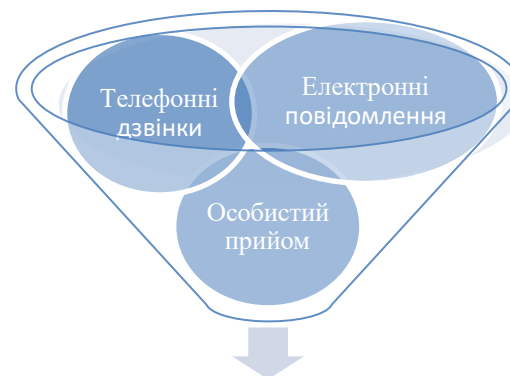 Телефонні
дзвінки
Електронні
повідомлення
Особистий
прийом